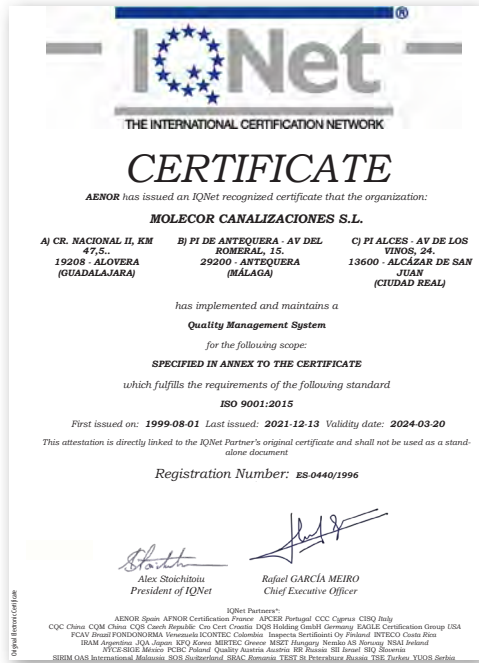 IQNet ®
THE INTERNATIONAL CERTIFICATION NETWORK
CERTIFICATE
AENOR has issued an IQNet recognized certificate that the organization:
MOLECOR CANALIZACIONES S.L.
A) CR. NACIONAL II, KM
47,5..
19208 - ALOVERA
(GUADALAJARA)
B) PI DE ANTEQUERA - AV DEL
ROMERAL, 15.
29200 - ANTEQUERA
(MÁLAGA)
C) PI ALCES - AV DE LOS
VINOS, 24.
13600 - ALCÁZAR DE SAN
JUAN
(CIUDAD REAL)
has implemented and maintains a
Quality Management System
for the following scope:
SPECIFIED IN ANNEX TO THE CERTIFICATE
which fulfills the requirements of the following standard
ISO 9001:2015
First issued on: 1999-08-01 Last issued: 2021-12-13 Validity date: 2024-03-20
This attestation is directly linked to the IQNet Partner's original certificate and shall not be used as a stand-
alone document
Registration Number: ES-0440/1996
Alex Stoichitoiu
President of IQNet
Rafael GARCÍA MEIRO
Chief Executive Officer
Original Electronic Certificate
IQNet Partners*:
AENOR Spain AFNOR Certification France APCER Portugal CCC Cyprus CISQ Italy
CQC China CQM China CQS Czech Republic Cro Cert Croatia DQS Holding GmbH Germany EAGLE Certification Group USA
FCAV Brazil FONDONORMA Venezuela ICONTEC Colombia Inspecta Sertifiointi Oy Finland INTECO Costa Rica
IRAM Argentina JQA Japan KFQ Korea MIRTEC Greece MSZT Hungary Nemko AS Norway NSAI Ireland
NYCE-SIGE México PCBC Poland Quality Austria Austria RR Russia SII Israel SIQ Slovenia
SIRIM QAS International Malaysia SQS Switzerland SRAC Romania TEST St Petersburg Russia TSE Turkey YUQS Serbia